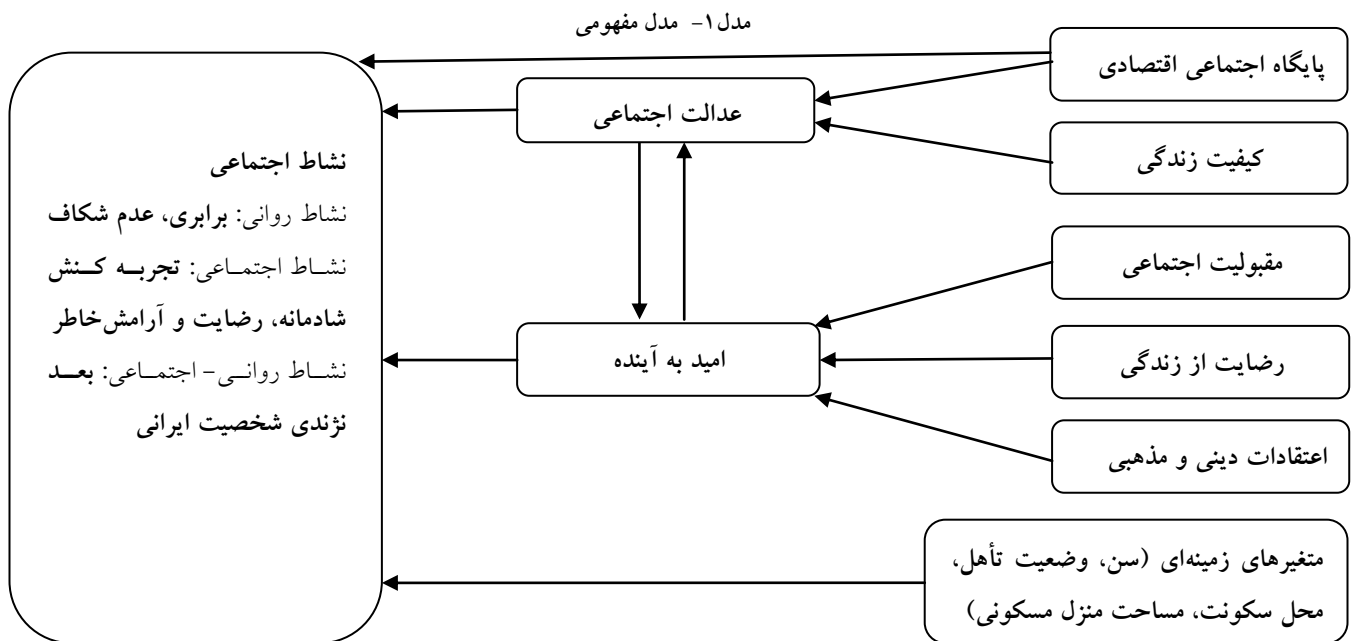 مدل۱- مدل مفهومی
پایگاه اجتماعی اقتصادی
عدالت اجتماعی
کیفیت زندگی
نشاط اجتماعی
نشاط روانی: برابری، عدم شکاف
نشـاط اجتمـاعی: تجربـه کـنش
شادمانه، رضایت و آرامش‌خاطر
نشـاط روانـی- اجتمـاعی: بعـد
نژندی شخصیت ایرانی
مقبولیت اجتماعی
امید به آینده
رضایت از زندگی
اعتقادات دینی و مذهبی
متغیرهای زمینه‌ای (سن، وضعیت تأهل،
محل سکونت، مساحت منزل مسکونی)